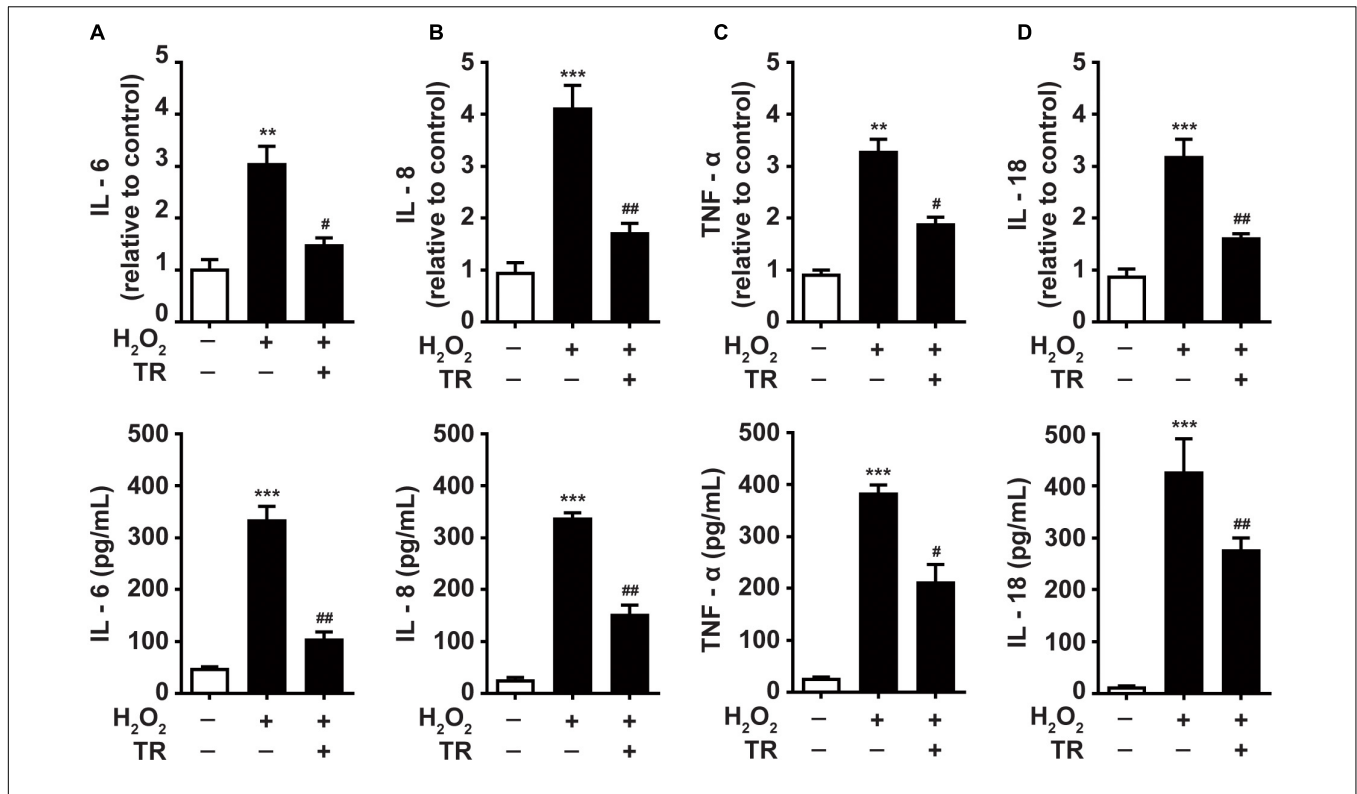 A
IL - 6
(relative to control)
5
4
3
2
1
0
**
#
H₂O₂ – + +
TR – – +
B
IL - 8
(relative to control)
5
4
3
2
1
0
***
##
H₂O₂ – + +
TR – – +
C
TNF - α
(relative to control)
5
4
3
2
1
0
**
#
H₂O₂ – + +
TR – – +
D
IL - 18
(relative to control)
5
4
3
2
1
0
***
##
H₂O₂ – + +
TR – – +
IL - 6 (pg/mL)
500
400
300
200
100
0
***
##
H₂O₂ – + +
TR – – +
IL - 8 (pg/mL)
500
400
300
200
100
0
***
##
H₂O₂ – + +
TR – – +
TNF - α (pg/mL)
500
400
300
200
100
0
***
#
H₂O₂ – + +
TR – – +
IL - 18 (pg/mL)
500
400
300
200
100
0
***
##
H₂O₂ – + +
TR – – +